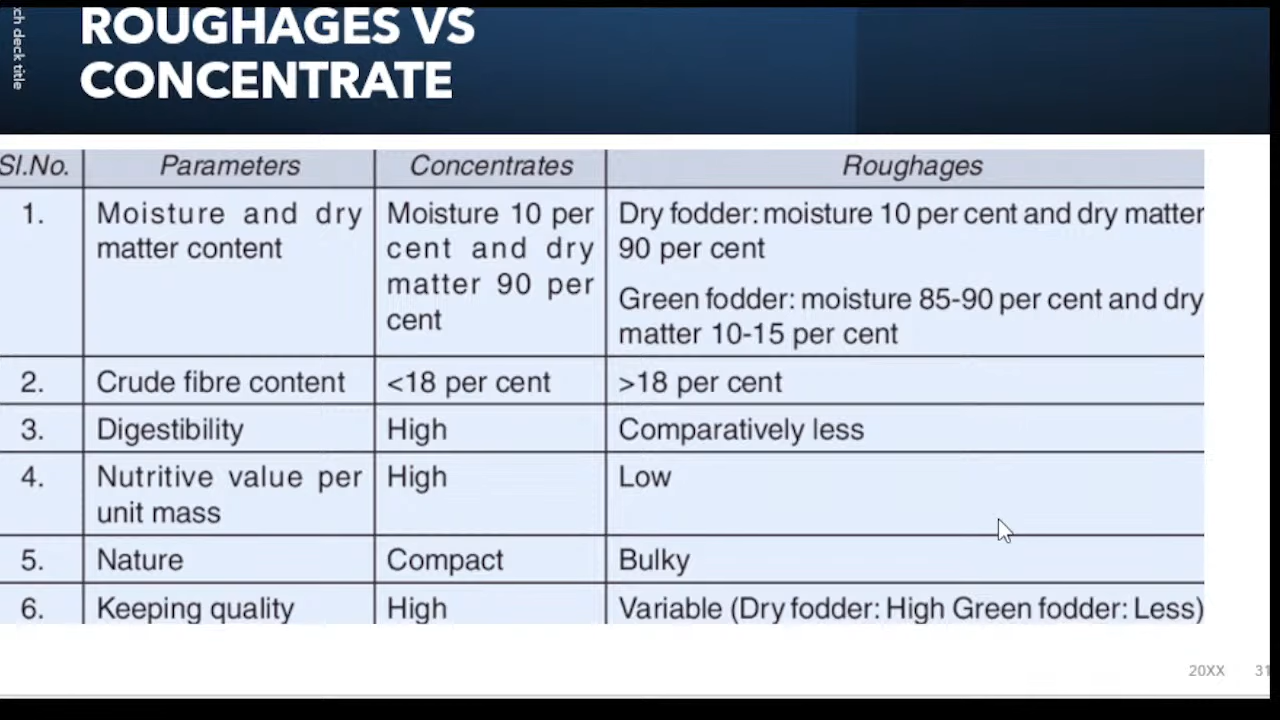 ch deck title
ROUGHAGES VS
CONCENTRATE
Sl.No. Parameters Concentrates Roughages
1. Moisture and dry matter content Moisture 10 per cent and dry matter 90 per cent Dry fodder: moisture 10 per cent and dry matter 90 per cent
Green fodder: moisture 85-90 per cent and dry matter 10-15 per cent
2. Crude fibre content <18 per cent >18 per cent
3. Digestibility High Comparatively less
4. Nutritive value per unit mass High Low
5. Nature Compact Bulky
6. Keeping quality High Variable (Dry fodder: High Green fodder: Less)
20XX 31